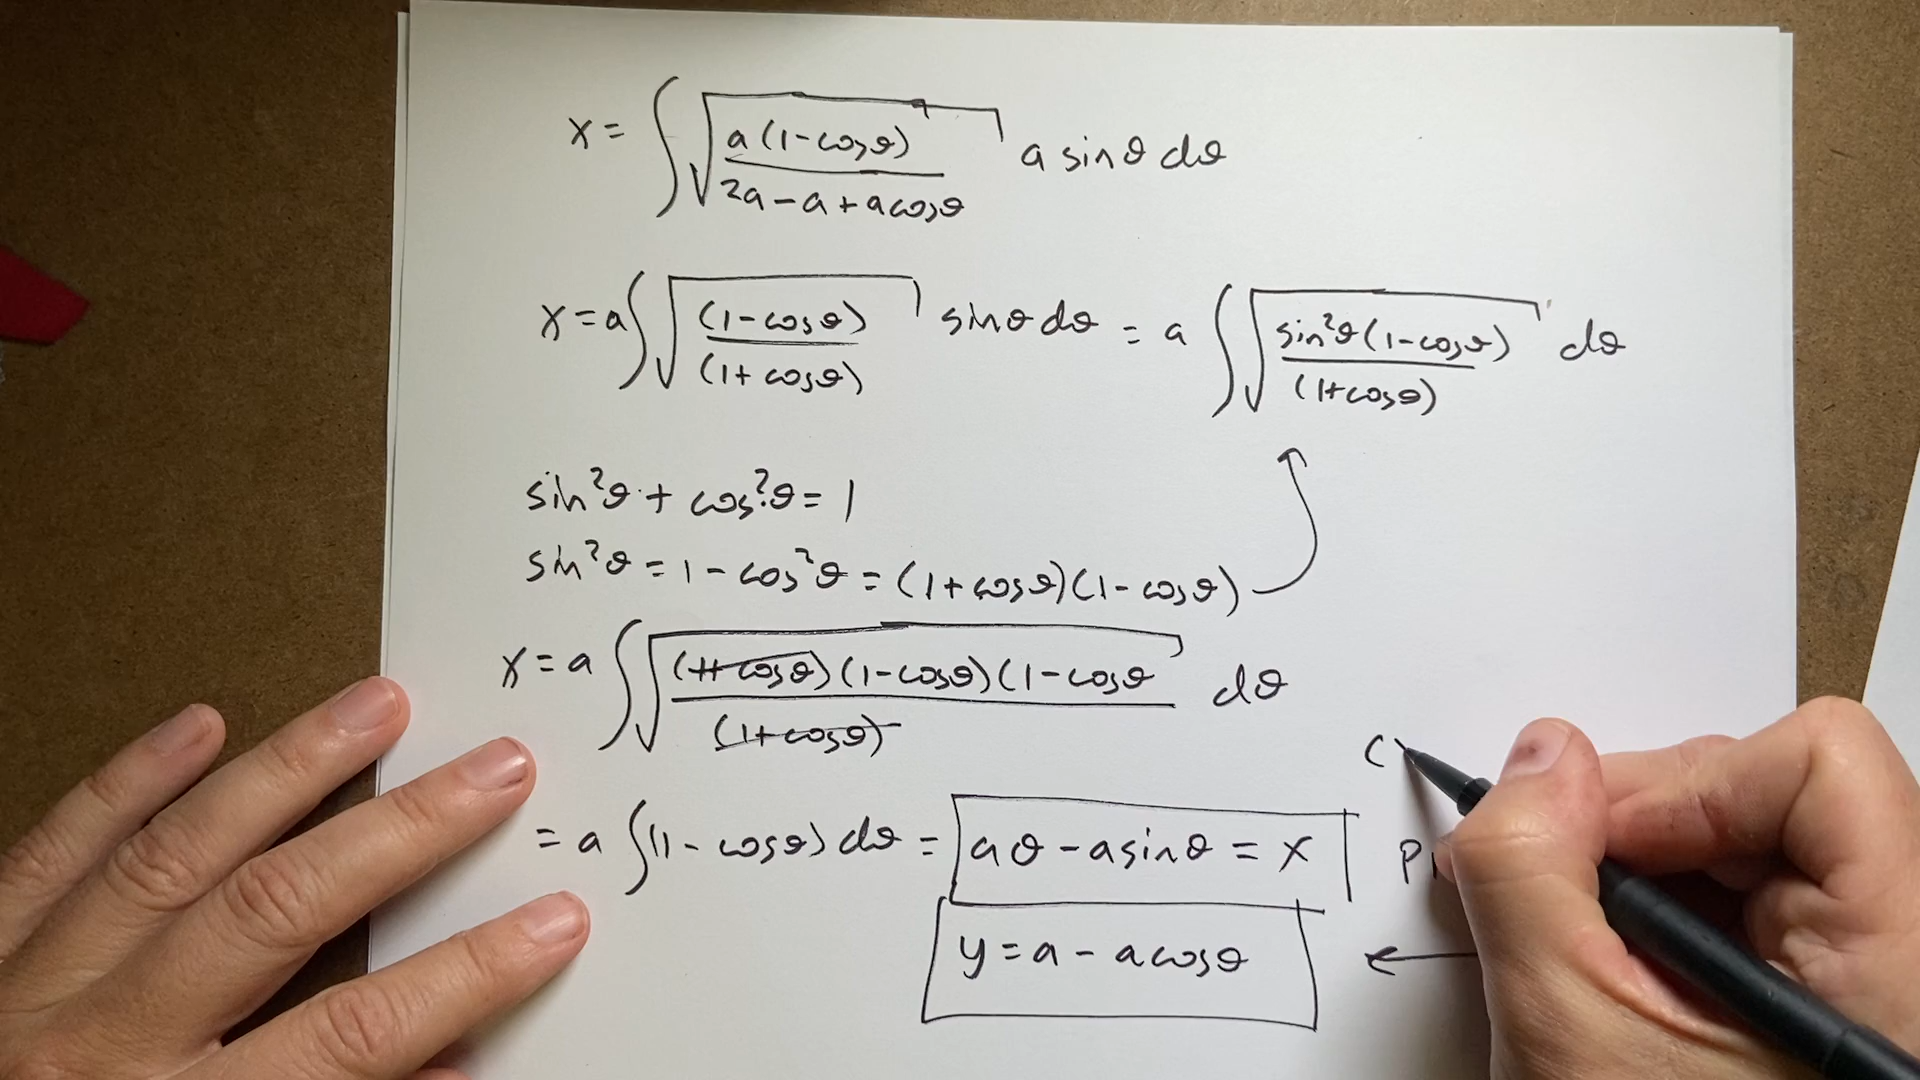 x = ∫ √(a(1-cosθ) / 2a-a+acosθ) a sinθ dθ
x = a ∫ √((1-cosθ) / (1+cosθ)) sinθ dθ = a ∫ √(sin²θ(1-cosθ) / (1+cosθ)) dθ
sin²θ + cos²θ = 1
sin²θ = 1 - cos²θ = (1+cosθ)(1-cosθ)
x = a ∫ √((1+cosθ)(1-cosθ)(1-cosθ / (1+cosθ)) dθ
= a ∫(1-cosθ) dθ = aθ - a sinθ = x
y = a - a cosθ ←